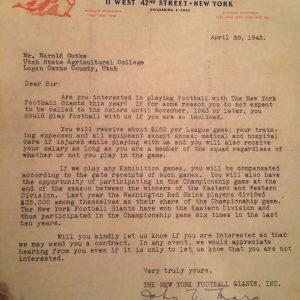 11 WEST 42ND STREET · NEW YORK
April 30, 1943.
Mr. Harold Gutke
Utah State Agricultural College
Logan Cashe County, Utah
Dear Sir:
Are you interested in playing football with The New York
Football Giants this year? If for some reason you do not expect
to be called to the colors until November, 1943 or later, you
could play football with us if you are so inclined.
You will receive about $150 per League game; your train-
ing expenses and all equipment except shoes; medical and hospital
care if injured while playing with us and you will also receive
your salary as long as you are a member of the squad regardless of
whether or not you play in the game.
If we play any Exhibition games, you will be compensated
according to the gate receipts of such games. You will also have
the opportunity of participating in the Championship game at the
end of the season between the winners of the Eastern and Western
Division. Last year the Washington Red Skins players divided
$35,000 among themselves as their share of the Championship game.
The New York Football Giants have won the Eastern Division and
thus participated in the Championship game six times in the last
ten years.
Will you kindly let us know if you are interested so
that we may send you a contract. In any event, we would appreciate
hearing from you even if it is only to let us know that you are not
interested.
Very truly yours,
THE NEW YORK FOOTBALL GIANTS, INC.
John V. Mara